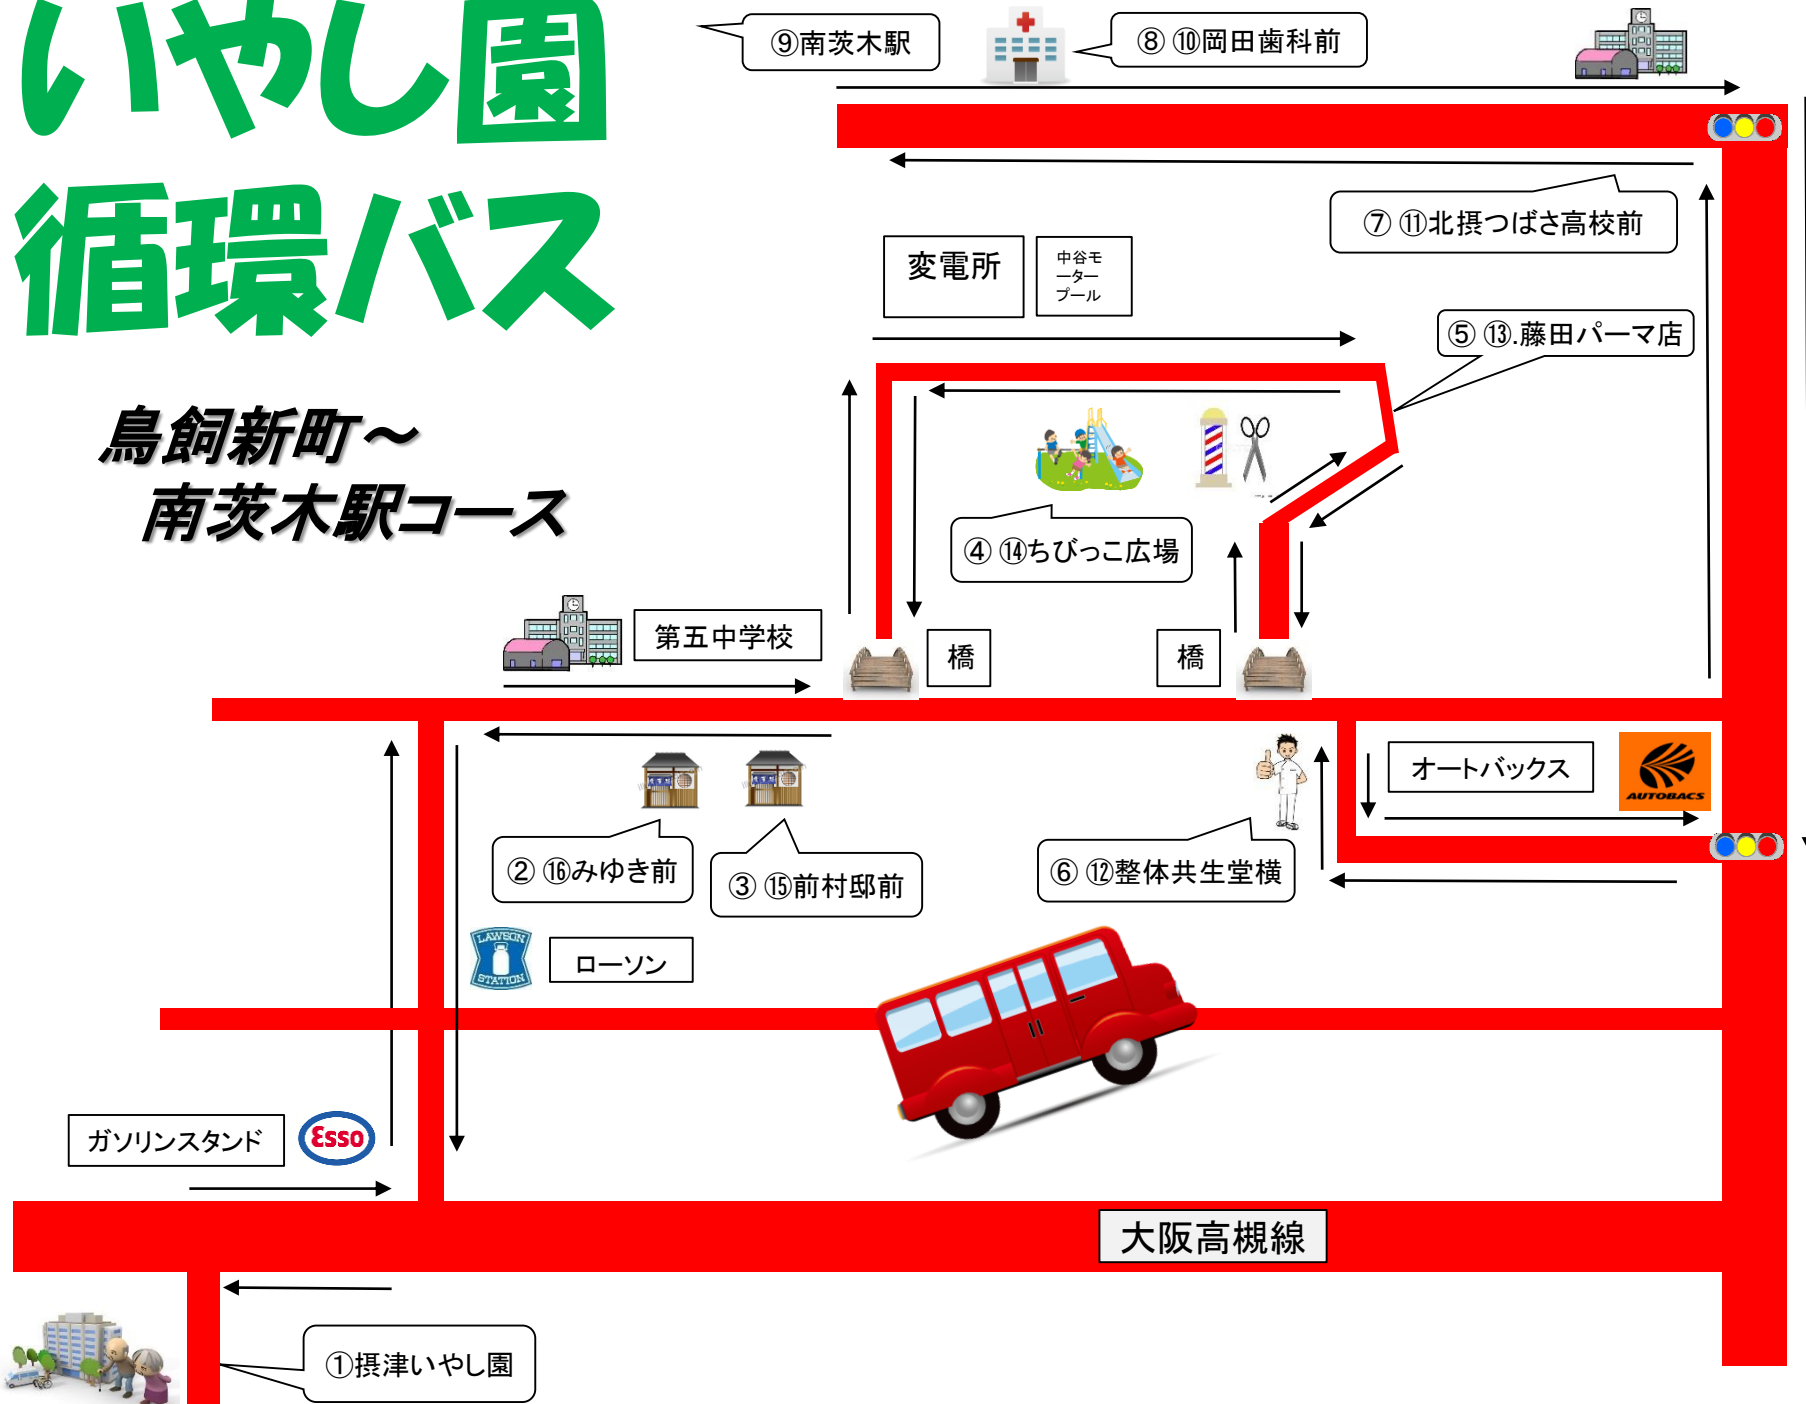 いやし園
循環バス
鳥飼新町～
南茨木駅コース
⑨南茨木駅
⑧ ⑩岡田歯科前
⑦ ⑪北摂つばさ高校前
変電所
中谷モ
ーター
プール
⑤ ⑬.藤田パーマ店
④ ⑭ちびっこ広場
第五中学校
橋
橋
オートバックス
AUTOBACS
② ⑯みゆき前
③ ⑮前村邸前
⑥ ⑫整体共生堂横
LAWSON
STATION
ローソン
ガソリンスタンド
Esso
大阪高槻線
①摂津いやし園